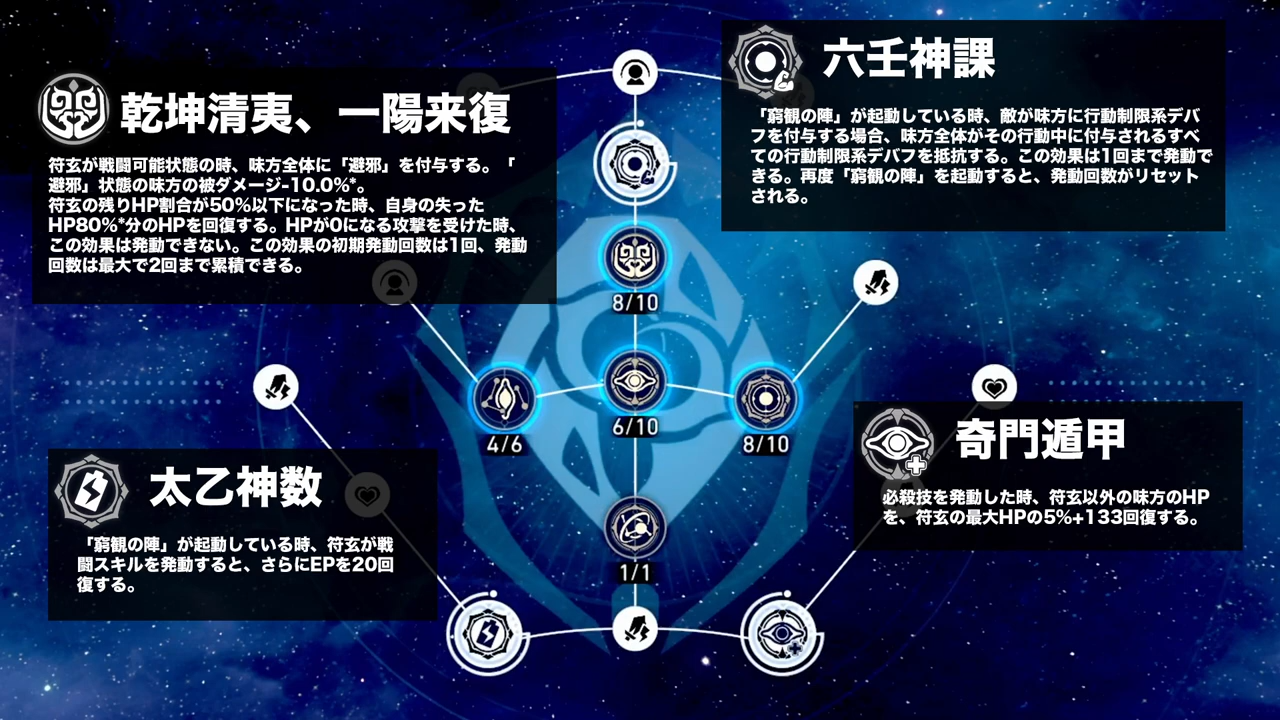 乾坤清夷、一陽来復
符玄が戦闘可能状態の時、味方全体に「避邪」を付与する。「
避邪」状態の味方の被ダメージ-10.0%*。
符玄の残りHP割合が50%以下になった時、自身の失った
HP80%*分のHPを回復する。HPが0になる攻撃を受けた時、
この効果は発動できない。この効果の初期発動回数は1回、発動
回数は最大で2回まで累積できる。
六壬神課
「窮観の陣」が起動している時、敵が味方に行動制限系デバ
フを付与する場合、味方全体がその行動中に付与されるすべ
ての行動制限系デバフを抵抗する。この効果は1回まで発動で
きる。再度「窮観の陣」を起動すると、発動回数がリセット
される。
8/10
4/6
6/10
8/10
1/1
太乙神数
「窮観の陣」が起動している時、符玄が戦
闘スキルを発動すると、さらにEPを20回
復する。
奇門遁甲
必殺技を発動した時、符玄以外の味方のHP
を、符玄の最大HPの5%+133回復する。